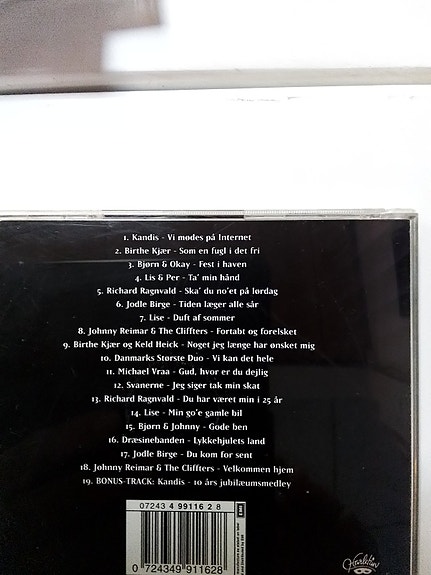 1. Kandis - Vi mødes på Internet
2. Birthe Kjær - Som en fugl i det fri
3. Bjørn & Okay - Fest i haven
4. Lis & Per - Ta' min hånd
5. Richard Ragnvald - Ska' du no'et på lørdag
6. Jodle Birge - Tiden læger alle sår
7. Lise - Duft af sommer
8. Johnny Reimar & The Cliffters - Fortabt og forelsket
9. Birthe Kjær og Keld Heick - Noget jeg længe har ønsket mig
10. Danmarks Største Duo - Vi kan det hele
11. Michael Vraa - Gud, hvor er du dejlig
12. Svanerne - Jeg siger tak min skat
13. Richard Ragnvald - Du har været min i 25 år
14. Lise - Min go'e gamle bil
15. Bjørn & Johnny - Gode ben
16. Dræsinebanden - Lykkehjulets land
17. Jodle Birge - Du kom for sent
18. Johnny Reimar & The Cliffters - Velkommen hjem
19. BONUS-TRACK: Kandis - 10 års jubilæumsmedley
07243 4 99116 2 8
EMI
0 724349 911628
Harlekin